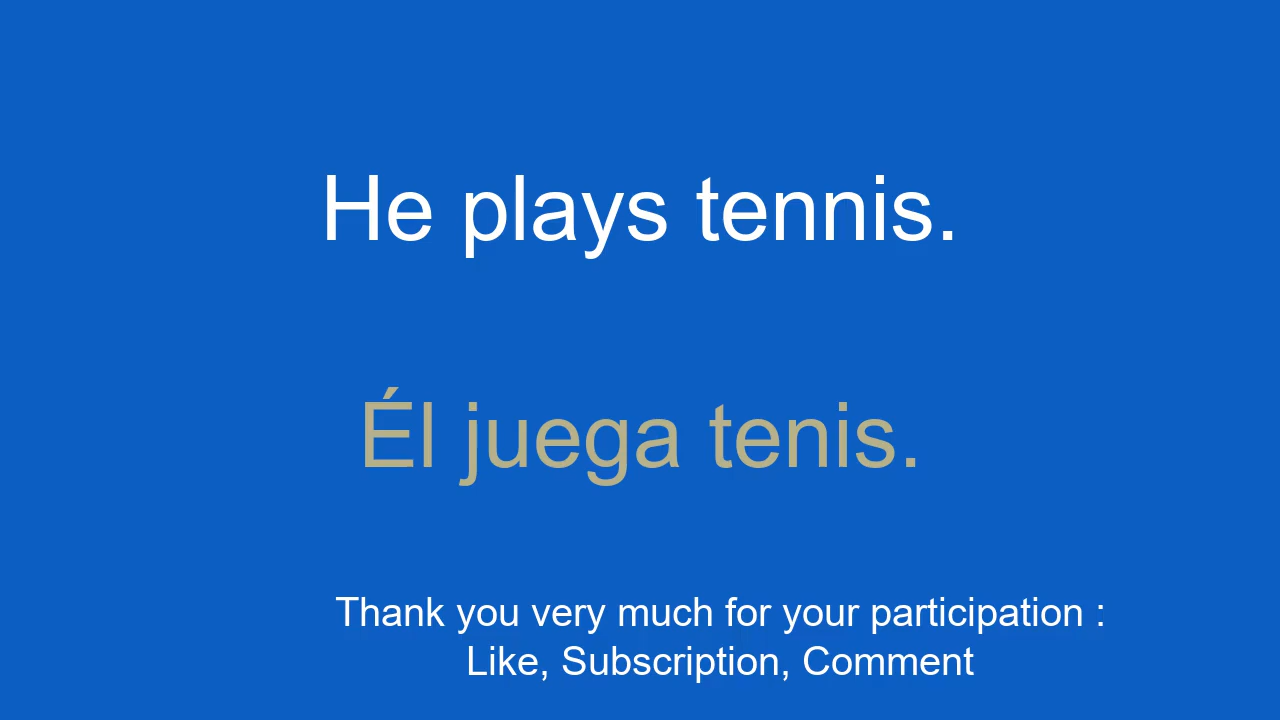 He plays tennis.
Él juega tenis.
Thank you very much for your participation :
Like, Subscription, Comment